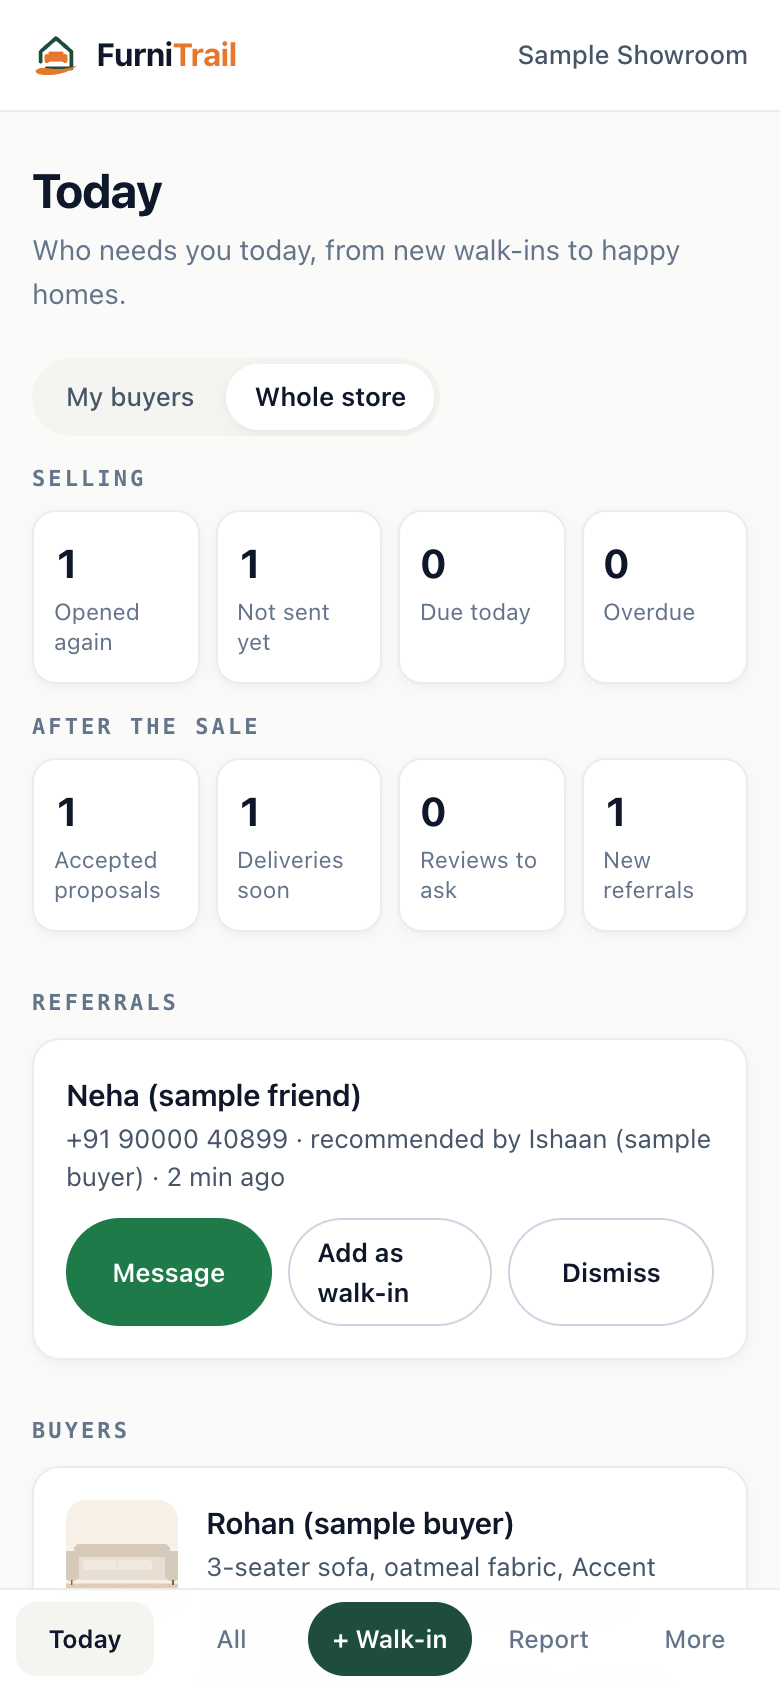 FurniTrail
Sample Showroom
Today
Who needs you today, from new walk-ins to happy
homes.
My buyers
Whole store
SELLING
1
Opened
again
1
Not sent
yet
0
Due today
0
Overdue
AFTER THE SALE
1
Accepted
proposals
1
Deliveries
soon
0
Reviews to
ask
1
New
referrals
REFERRALS
Neha (sample friend)
+91 90000 40899 · recommended by Ishaan (sample
buyer) · 2 min ago
Message
Add as
walk-in
Dismiss
BUYERS
Rohan (sample buyer)
3-seater sofa, oatmeal fabric, Accent
Today
All
+ Walk-in
Report
More